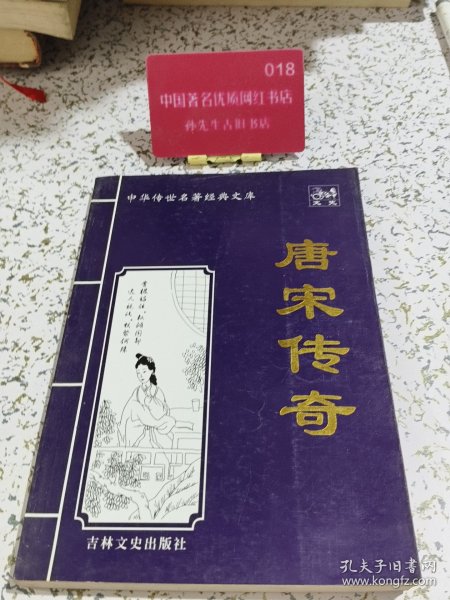 018
中国著名优质网红书店
孙先生古旧书店
中华传世名著经典文库
唐宋传奇
吉林文史出版社
孔夫子旧书网
www.kongfz.com